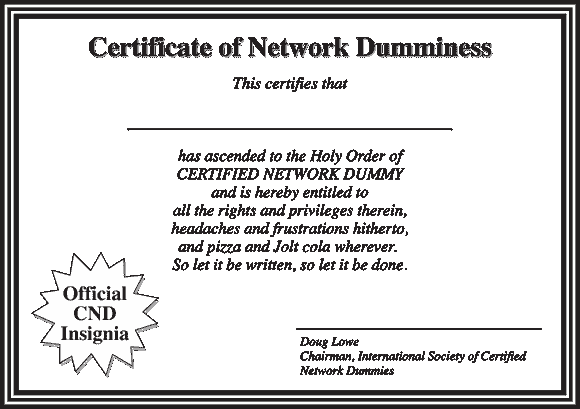 Certificate of Network Dumminess
This certifies that
has ascended to the Holy Order of
CERTIFIED NETWORK DUMMY
and is hereby entitled to
all the rights and privileges therein,
headaches and frustrations hitherto,
and pizza and Jolt cola wherever.
So let it be written, so let it be done.
Official
CND
Insignia
Doug Lowe
Chairman, International Society of Certified
Network Dummies